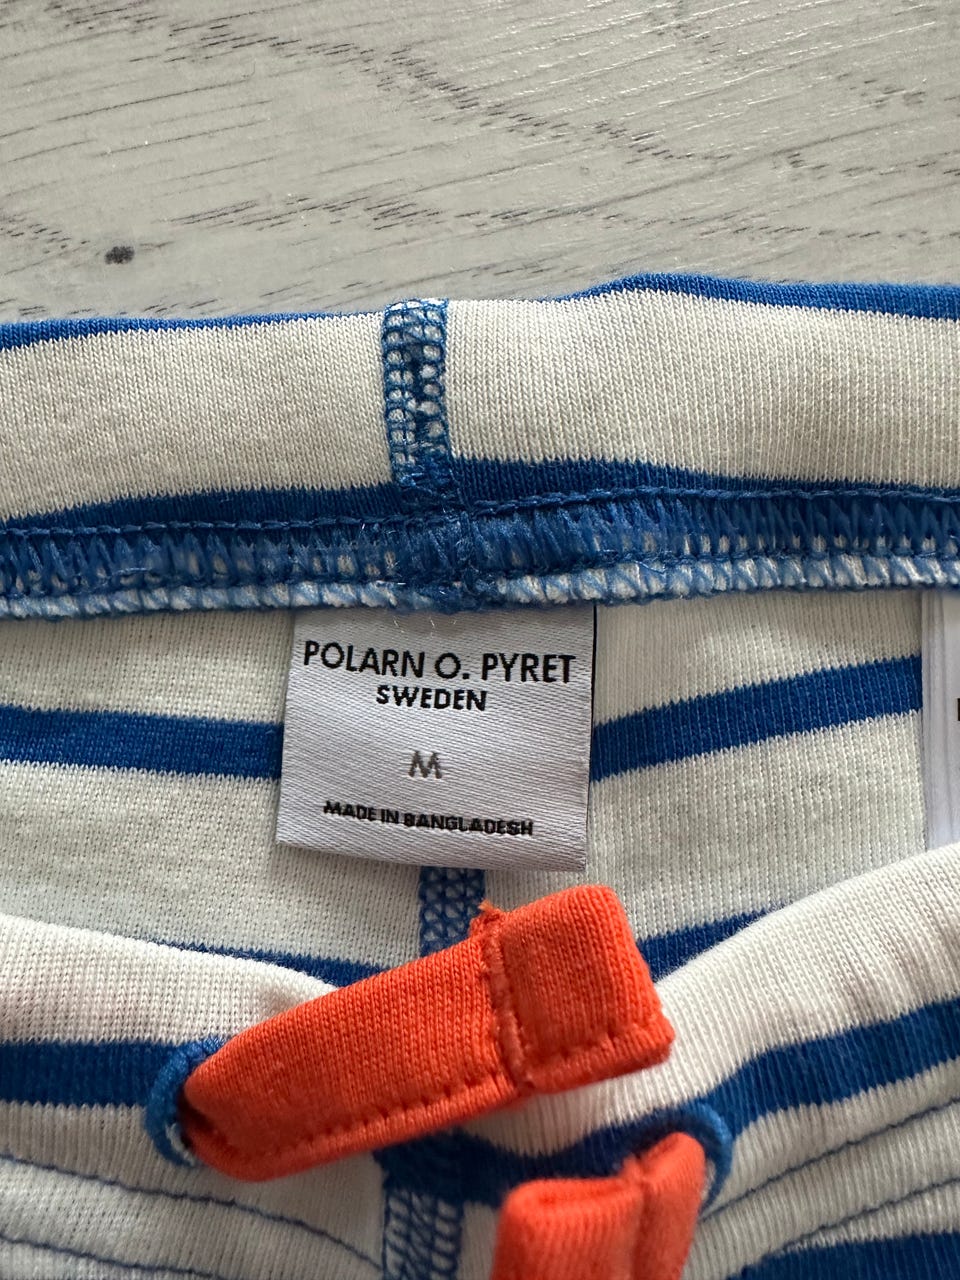 POLARN O. PYRET
SWEDEN
M
MADE IN BANGLADESH